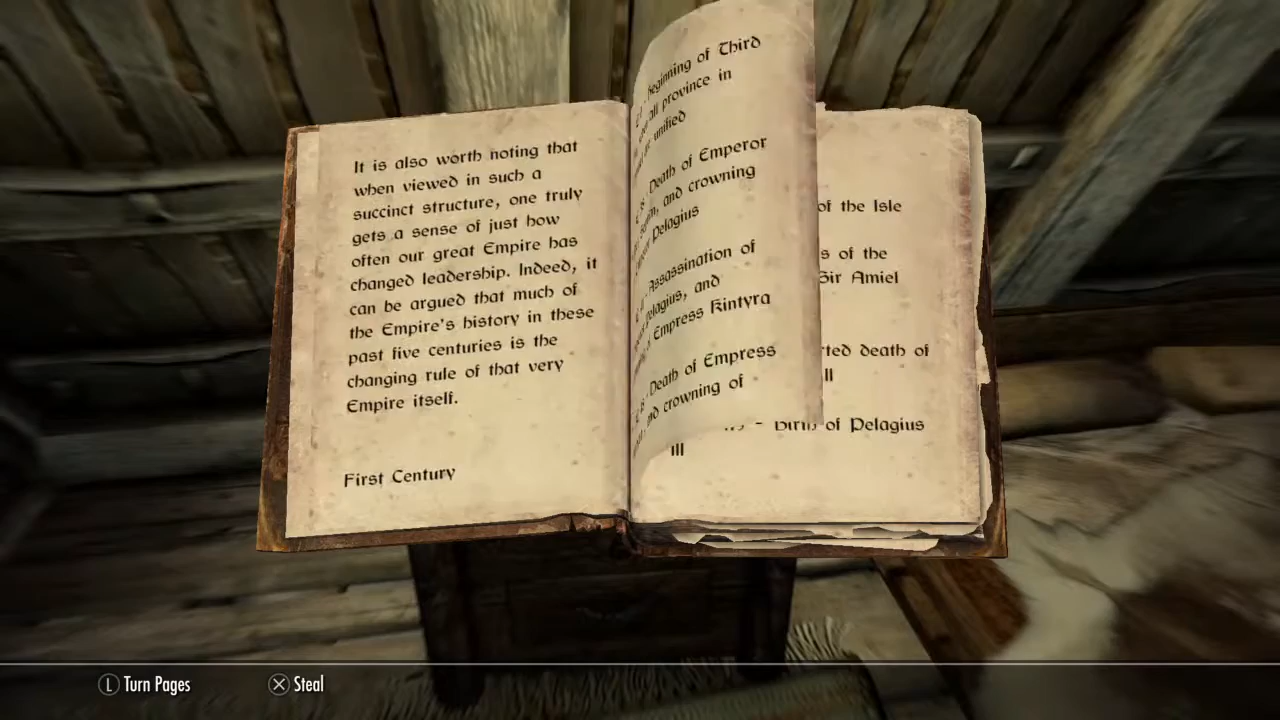 It is also worth noting that
when viewed in such a
succinct structure, one truly
gets a sense of just how
often our great Empire has
changed leadership. Indeed, it
can be argued that much of
the Empire's history in these
past five centuries is the
changing rule of that very
Empire itself.
First Century
beginning of Third
all province in
unified
Death of Emperor
and crowning
Pelagius
Assassination of
Pelagius, and
of Empress Kintyra
Death of Empress
and crowning of
of the Isle
s of the
Sir Amiel
rted death of
II
- Birth of Pelagius
III
L Turn Pages
X Steal